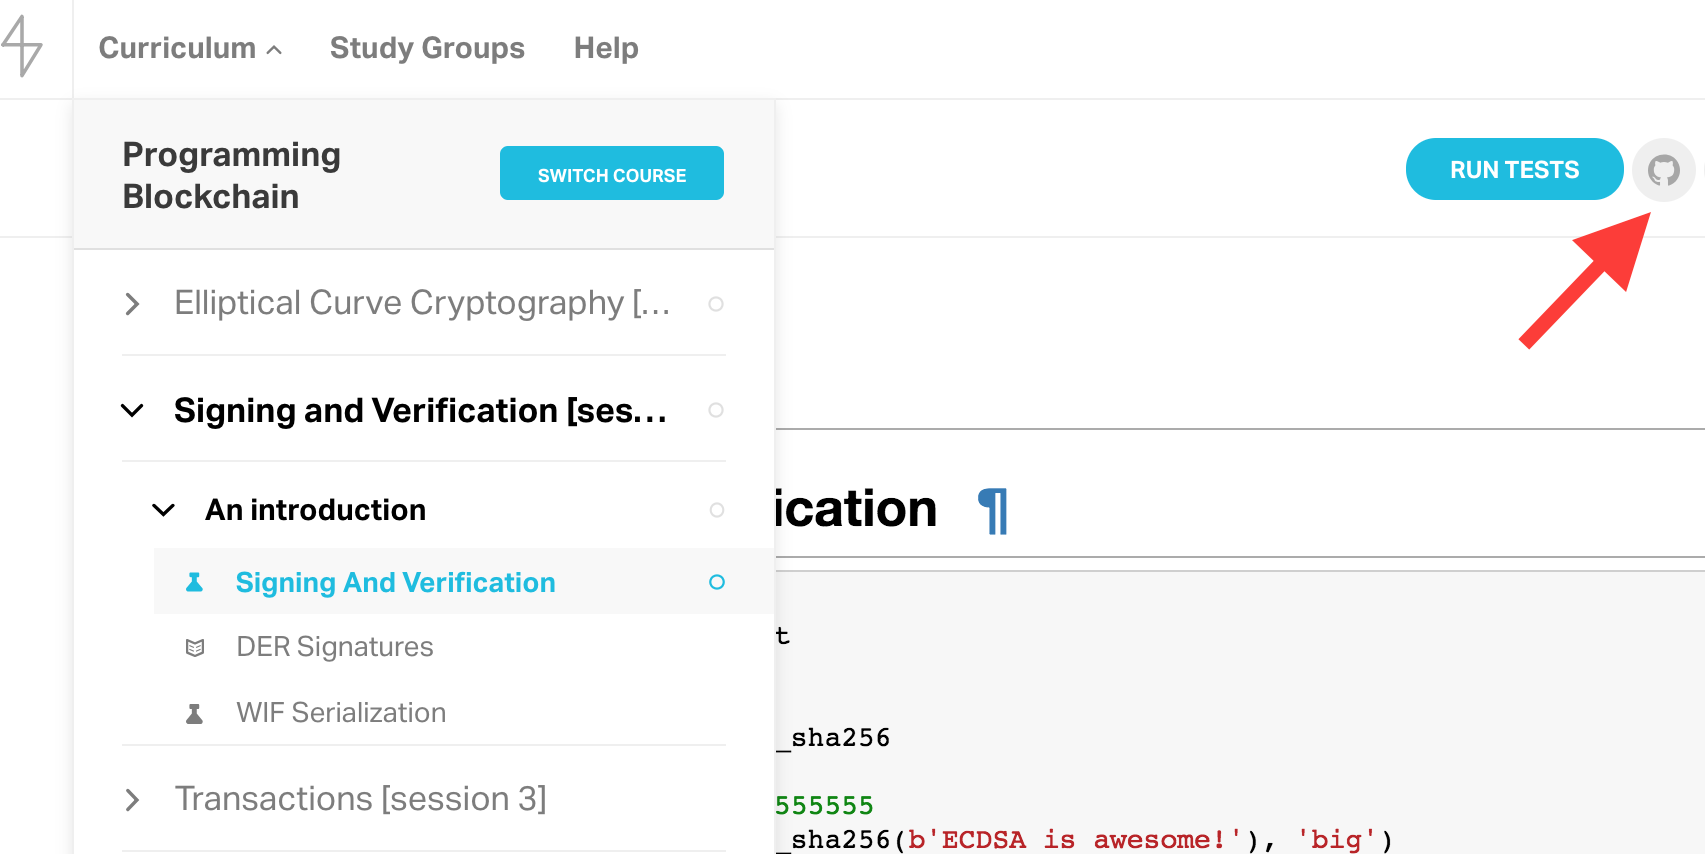 Curriculum
Study Groups
Help
Programming
Blockchain
SWITCH COURSE
RUN TESTS
Elliptical Curve Cryptography [...
Signing and Verification [ses...
An introduction
Signing And Verification
DER Signatures
WIF Serialization
Transactions [session 3]
ication ¶
t
_sha256
555555
_sha256(b'ECDSA is awesome!'), 'big')